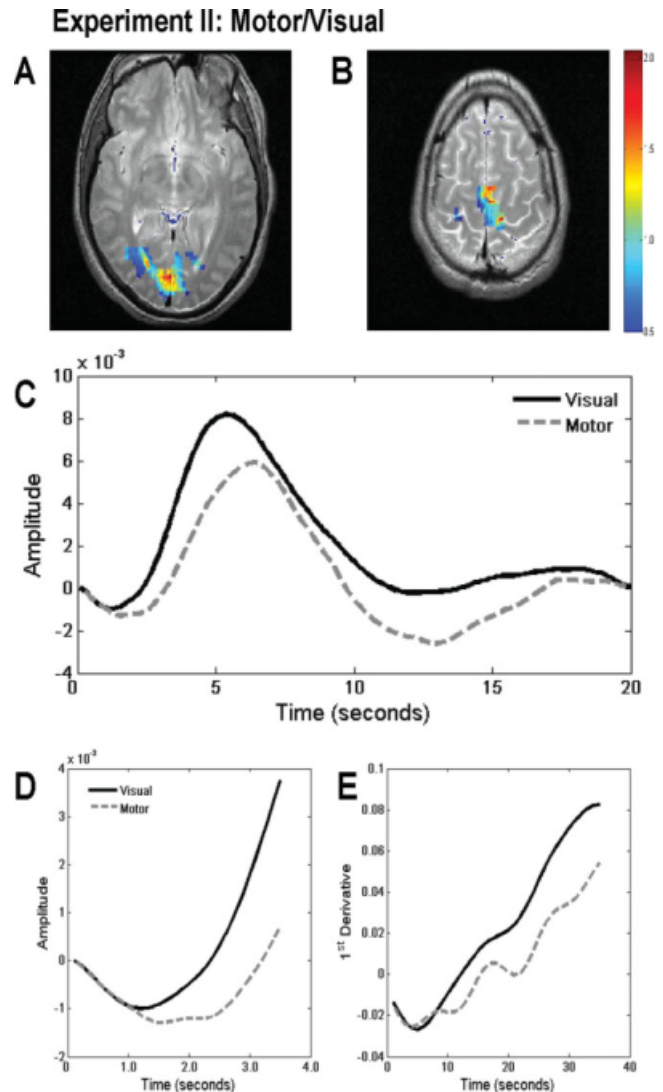 Experiment II: Motor/Visual
A
B
20
15
1.0
0.5
C
x 10⁻³
10
8
6
4
2
0
-2
-4
Amplitude
Visual
Motor
0 5 10 15 20
Time (seconds)
D
x 10⁻³
4
3
2
1
0
-1
-2
Amplitude
Visual
Motor
0 1.0 2.0 3.0 4.0
Time (seconds)
E
0.1
0.08
0.06
0.04
0.02
0
-0.02
-0.04
1st Derivative
0 10 20 30 40
Time (seconds)